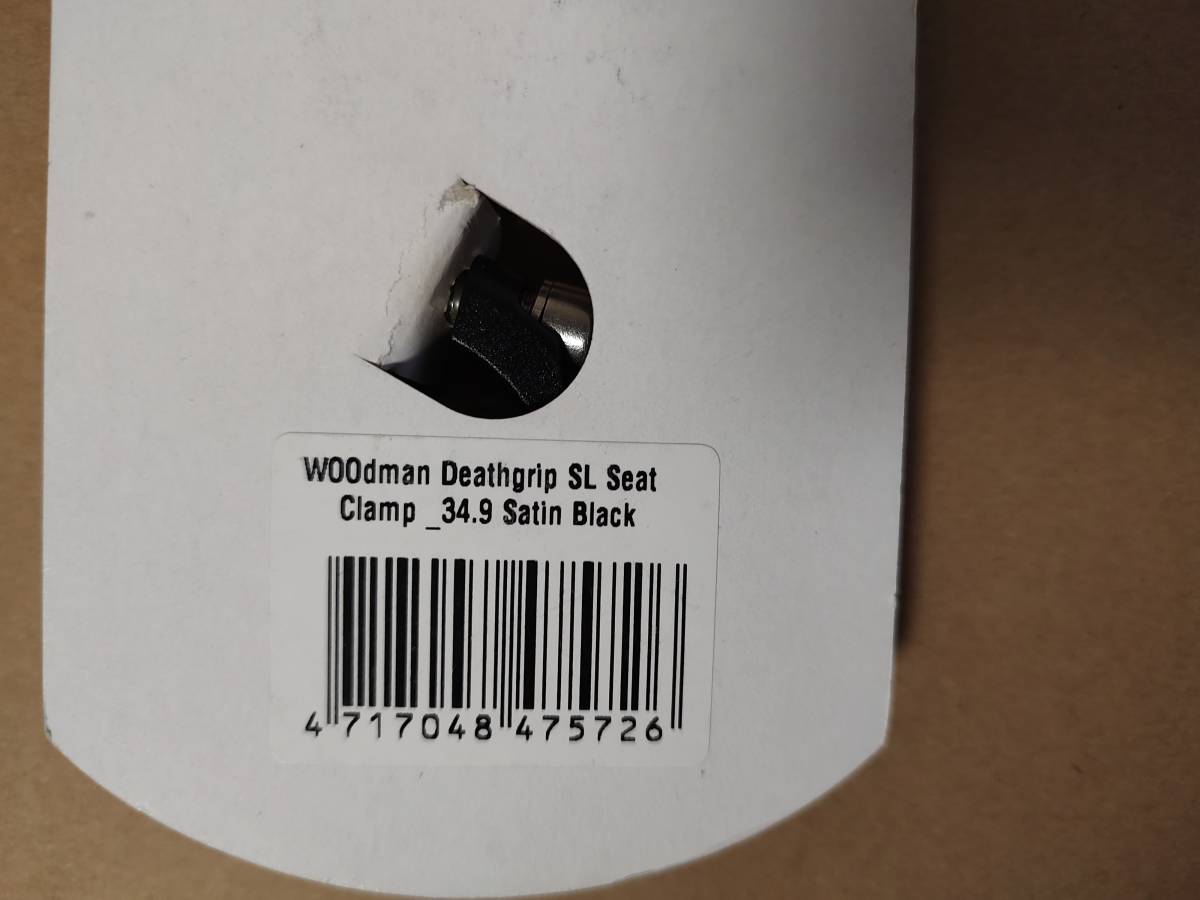 WOOdman Deathgrip SL Seat
Clamp _34.9 Satin Black
4 717048 475726